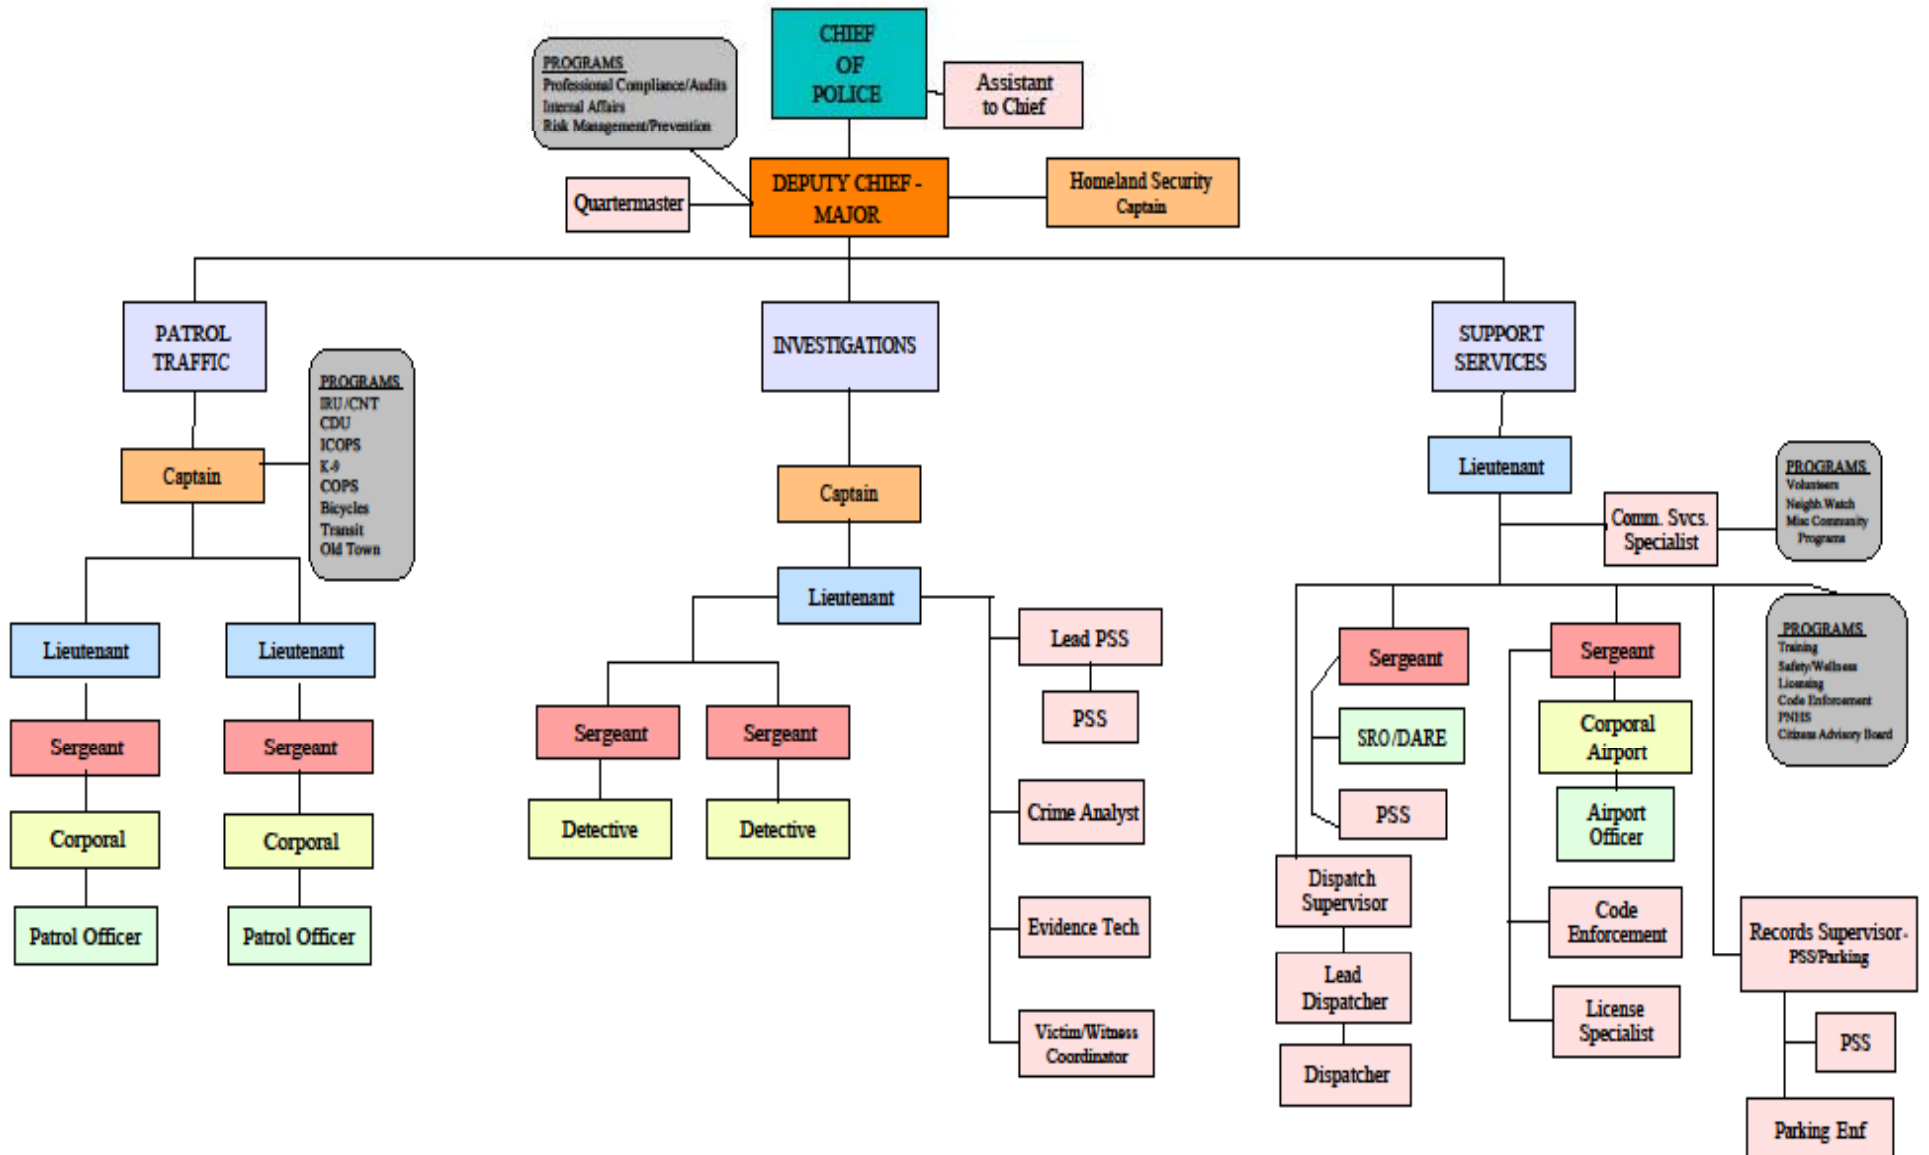 CHIEF
OF
POLICE
PROGRAMS
Professional Compliance/Audits
Internal Affairs
Risk Management/Prevention
Assistant
to Chief
DEPUTY CHIEF -
MAJOR
Quartermaster
Homeland Security
Captain
PATROL
TRAFFIC
PROGRAMS
IRU/CNT
CDU
ICOPS
K-9
COPS
Bicycles
Transit
Old Town
Captain
Lieutenant
Sergeant
Corporal
Patrol Officer
Lieutenant
Sergeant
Corporal
Patrol Officer
INVESTIGATIONS
Captain
Lieutenant
Sergeant
Detective
Sergeant
Detective
Lead PSS
PSS
Crime Analyst
Evidence Tech
Victim/Witness
Coordinator
SUPPORT
SERVICES
Lieutenant
Comm. Svcs.
Specialist
PROGRAMS
Volunteers
Neighb.Watch
Misc Community
Programs
PROGRAMS
Training
Safety/Wellness
Licensing
Code Enforcement
PNHS
Citizens Advisory Board
Sergeant
SRO/DARE
PSS
Dispatch
Supervisor
Lead
Dispatcher
Dispatcher
Sergeant
Corporal
Airport
Airport
Officer
Code
Enforcement
License
Specialist
Records Supervisor-
PSS/Parking
PSS
Parking Enf